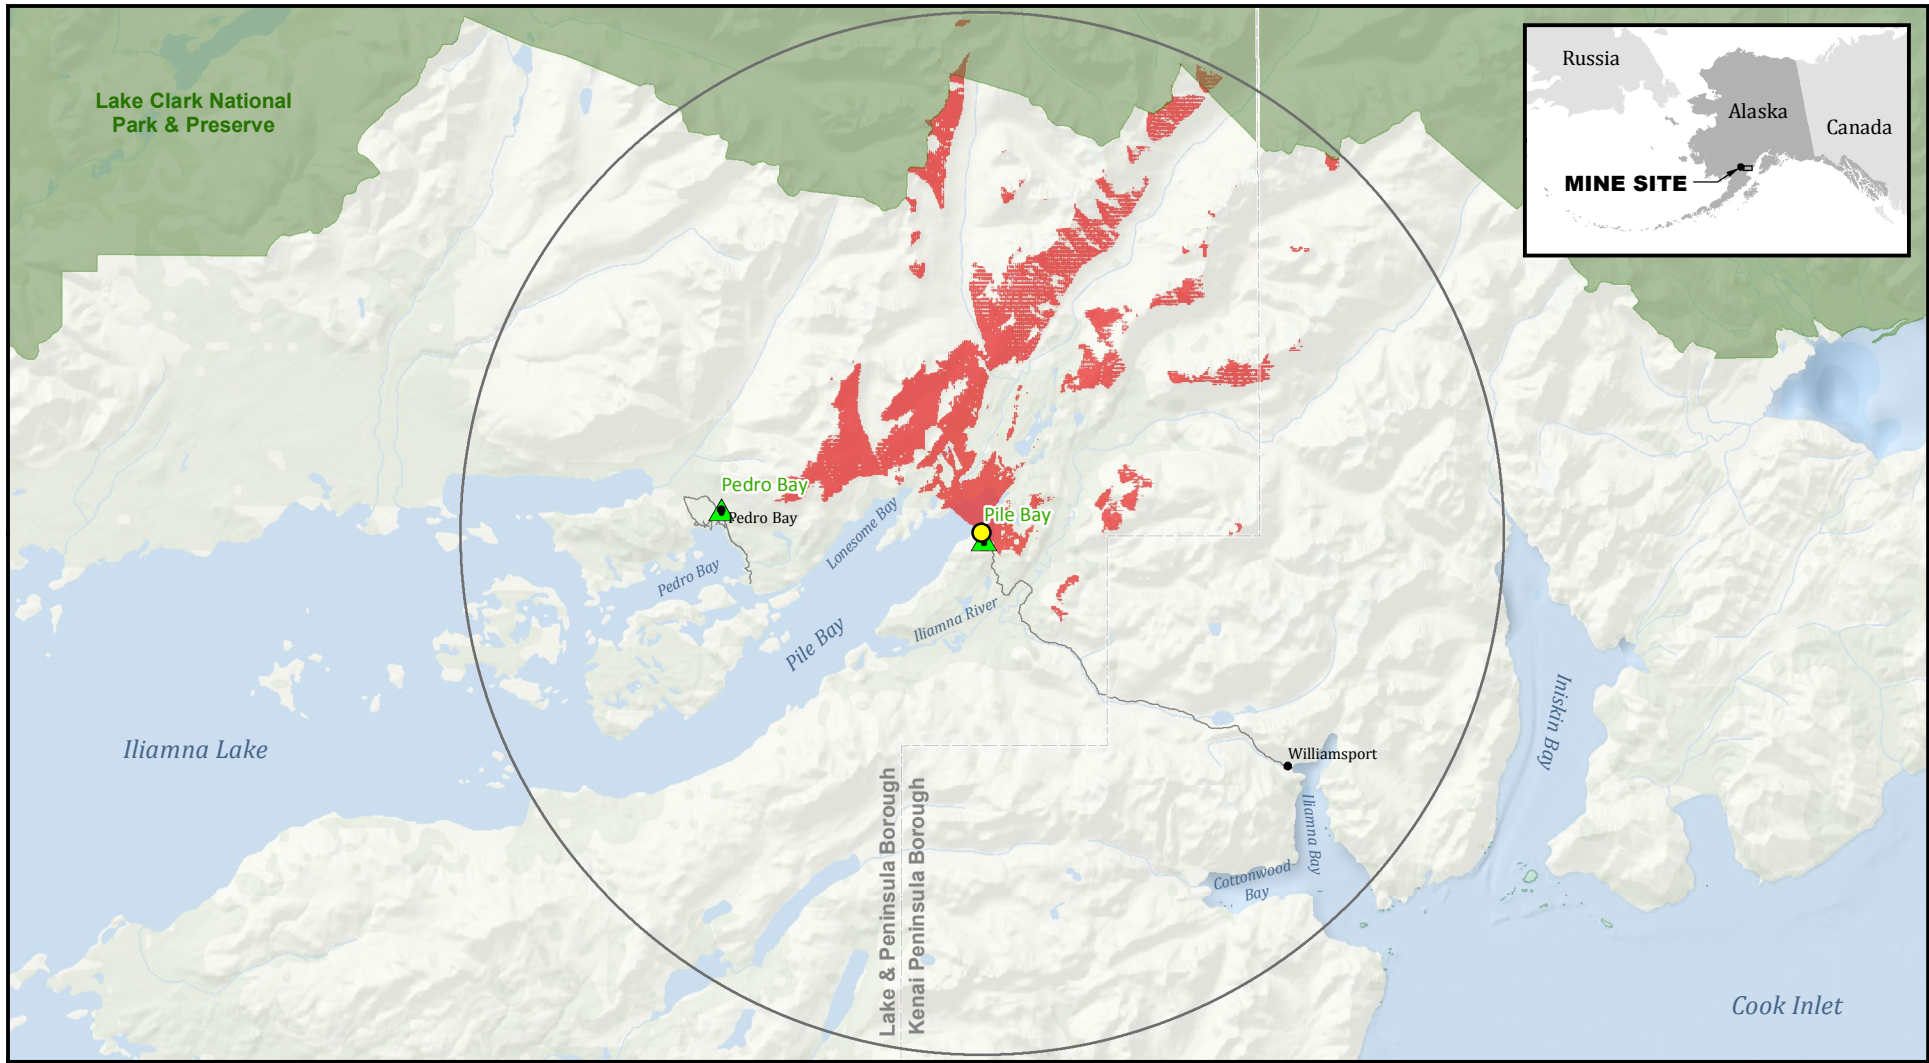 Lake Clark National
Park & Preserve
Russia
Alaska
Canada
MINE SITE
Pedro Bay
Pedro Bay
Pile Bay
Lonesome Bay
Pedro Bay
Iliamna River
Pile Bay
Iliamna Lake
Iniskin Bay
Williamsport
Iliamna Bay
Cottonwood
Bay
Lake & Peninsula Borough
Kenai Peninsula Borough
Cook Inlet